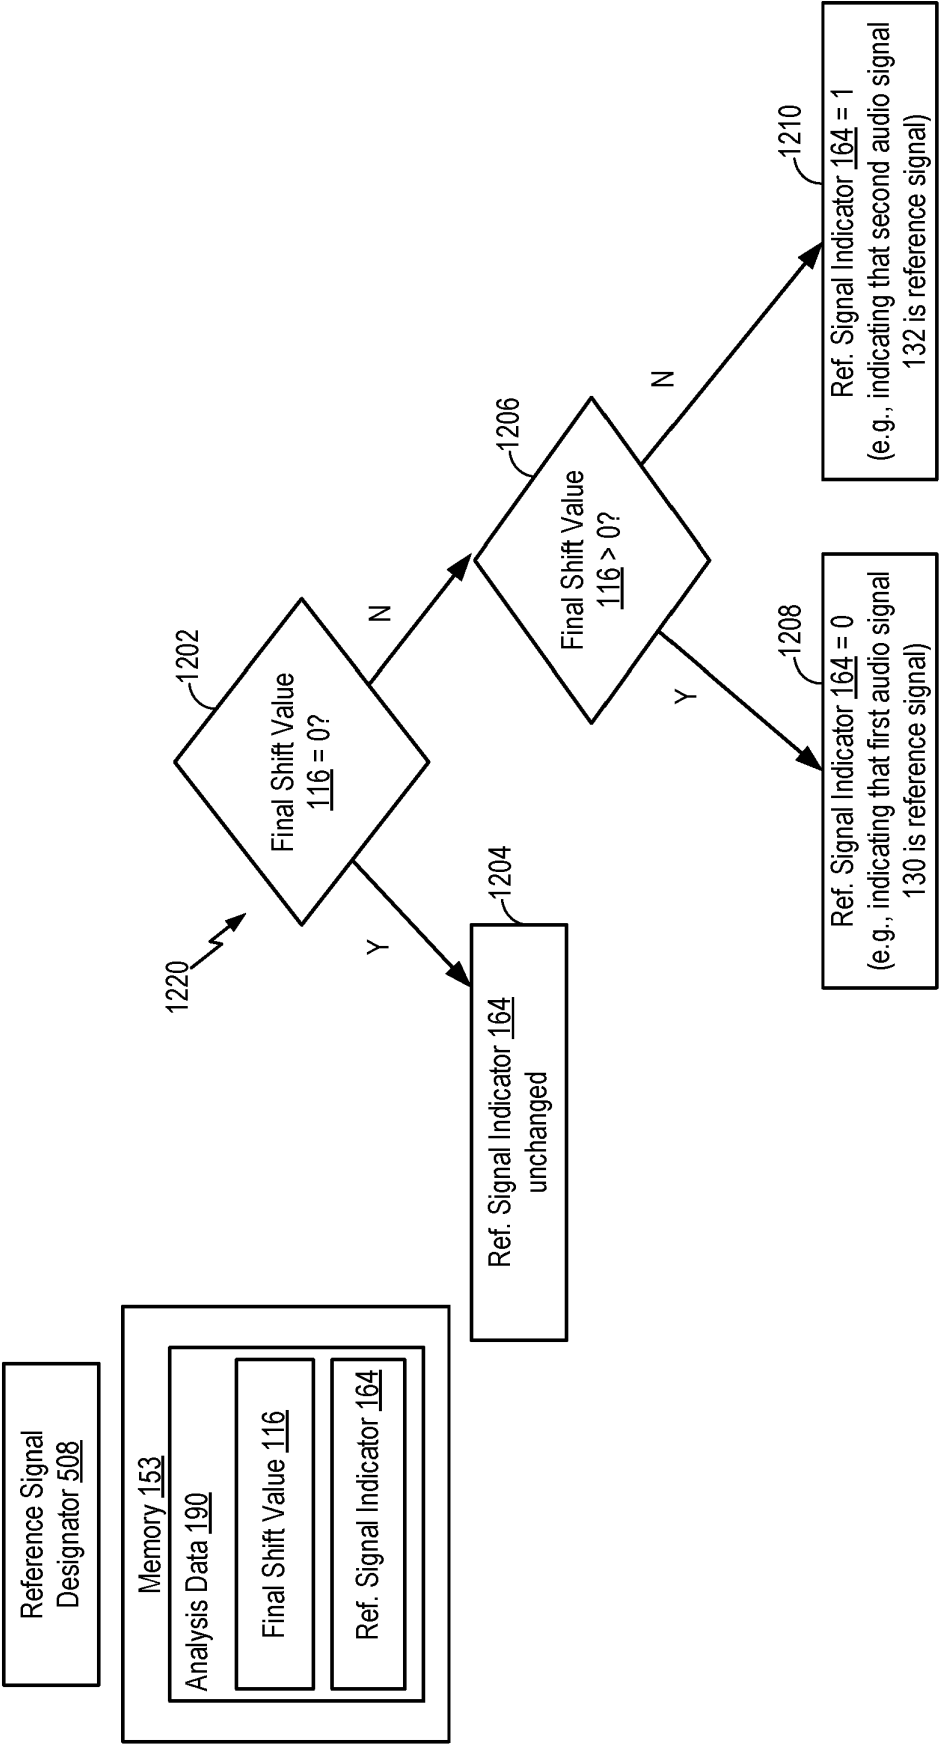 Reference Signal
Designator 508
Memory 153
Analysis Data 190
Final Shift Value 116
Ref. Signal Indicator 164
1220
1202
Final Shift Value
116 = 0?
Y
N
1204
Ref. Signal Indicator 164
unchanged
1206
Final Shift Value
116 > 0?
Y
N
1208
Ref. Signal Indicator 164 = 0
(e.g., indicating that first audio signal
130 is reference signal)
1210
Ref. Signal Indicator 164 = 1
(e.g., indicating that second audio signal
132 is reference signal)